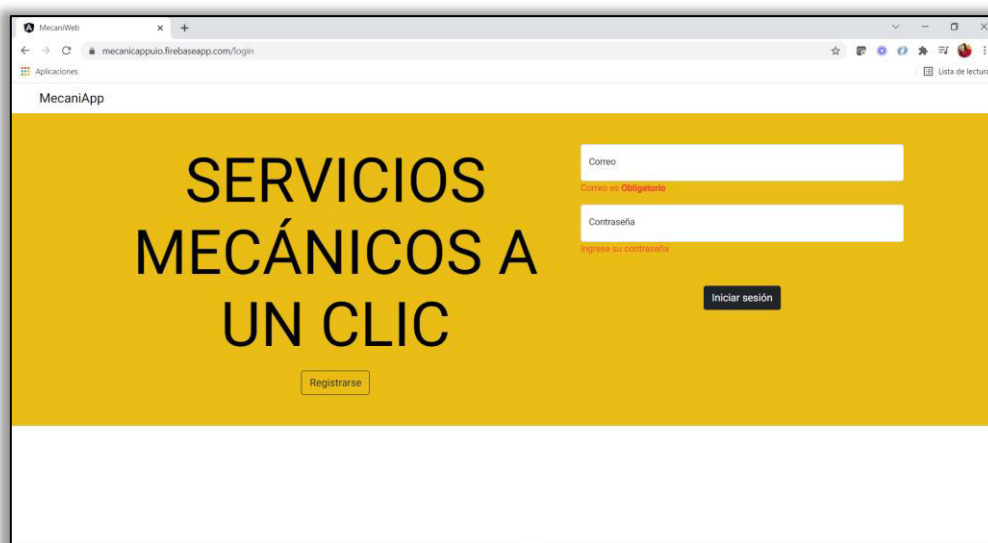 MecaniWeb
mecanicappuio.firebaseapp.com/login
Aplicaciones
Lista de lectura
MecaniApp
SERVICIOS
MECÁNICOS A
UN CLIC
Registrarse
Correo
Correo es Obligatorio
Contraseña
Ingrese su contraseña
Iniciar sesión